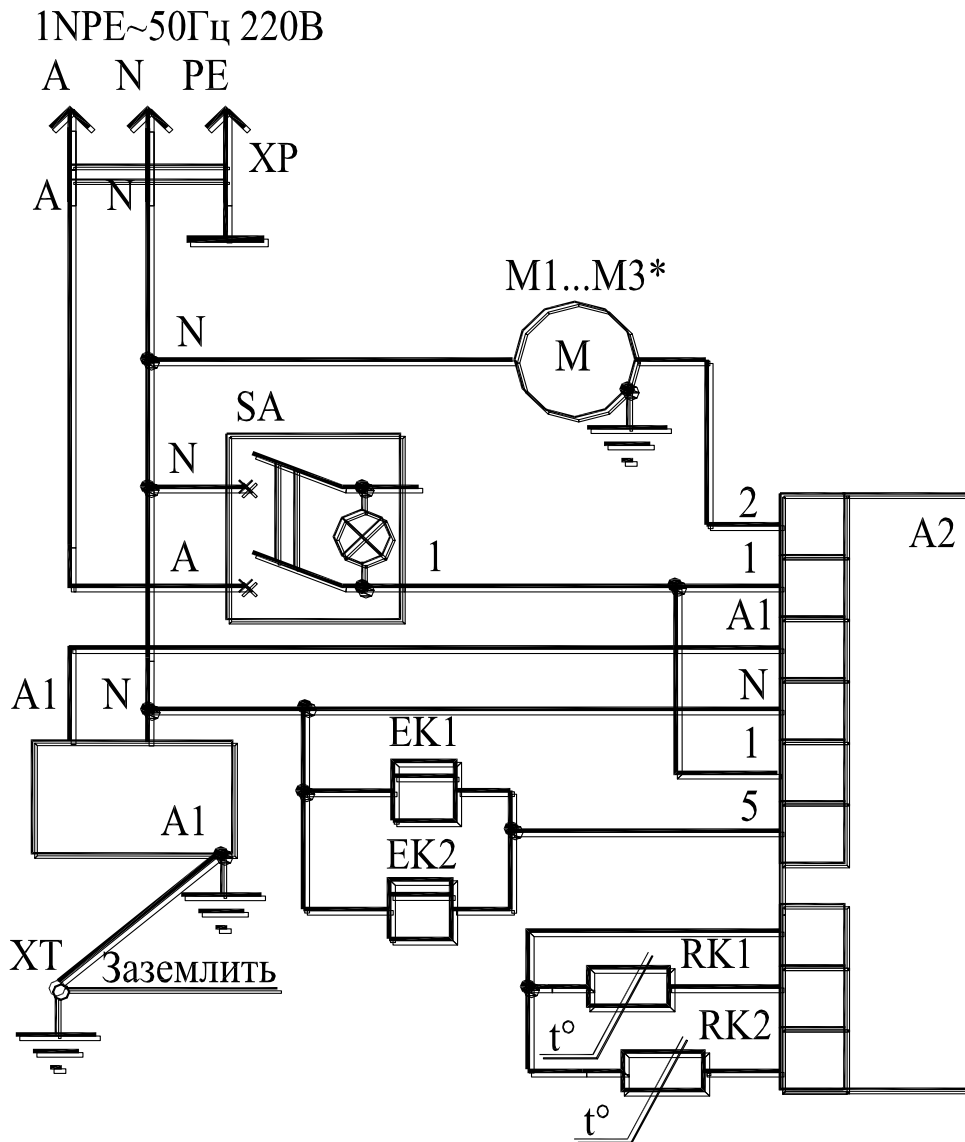 1NPE~50Гц 220В
A N PE
XP
A N
M1...M3*
N
M
SA
N
2
A2
A 1
1
A1
A1 N
N
EK1
1
A1
5
EK2
XT Заземлить
RK1
t°
RK2
t°